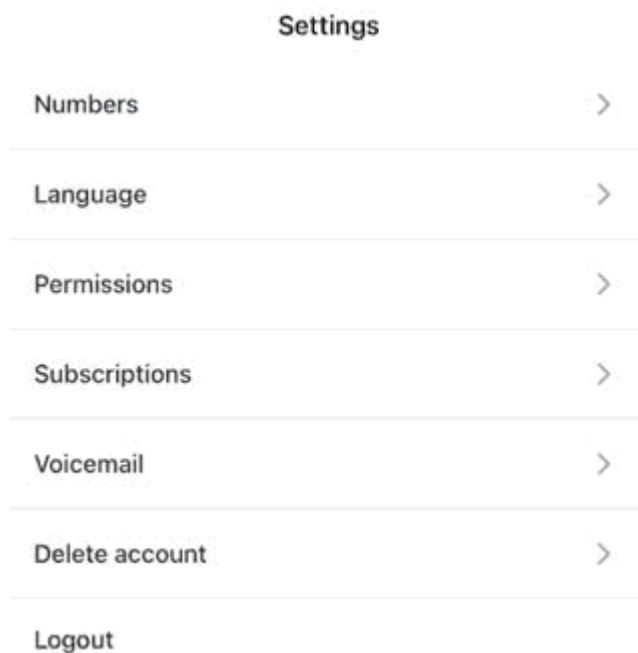 Settings
Numbers
Language
Permissions
Subscriptions
Voicemail
Delete account
Logout